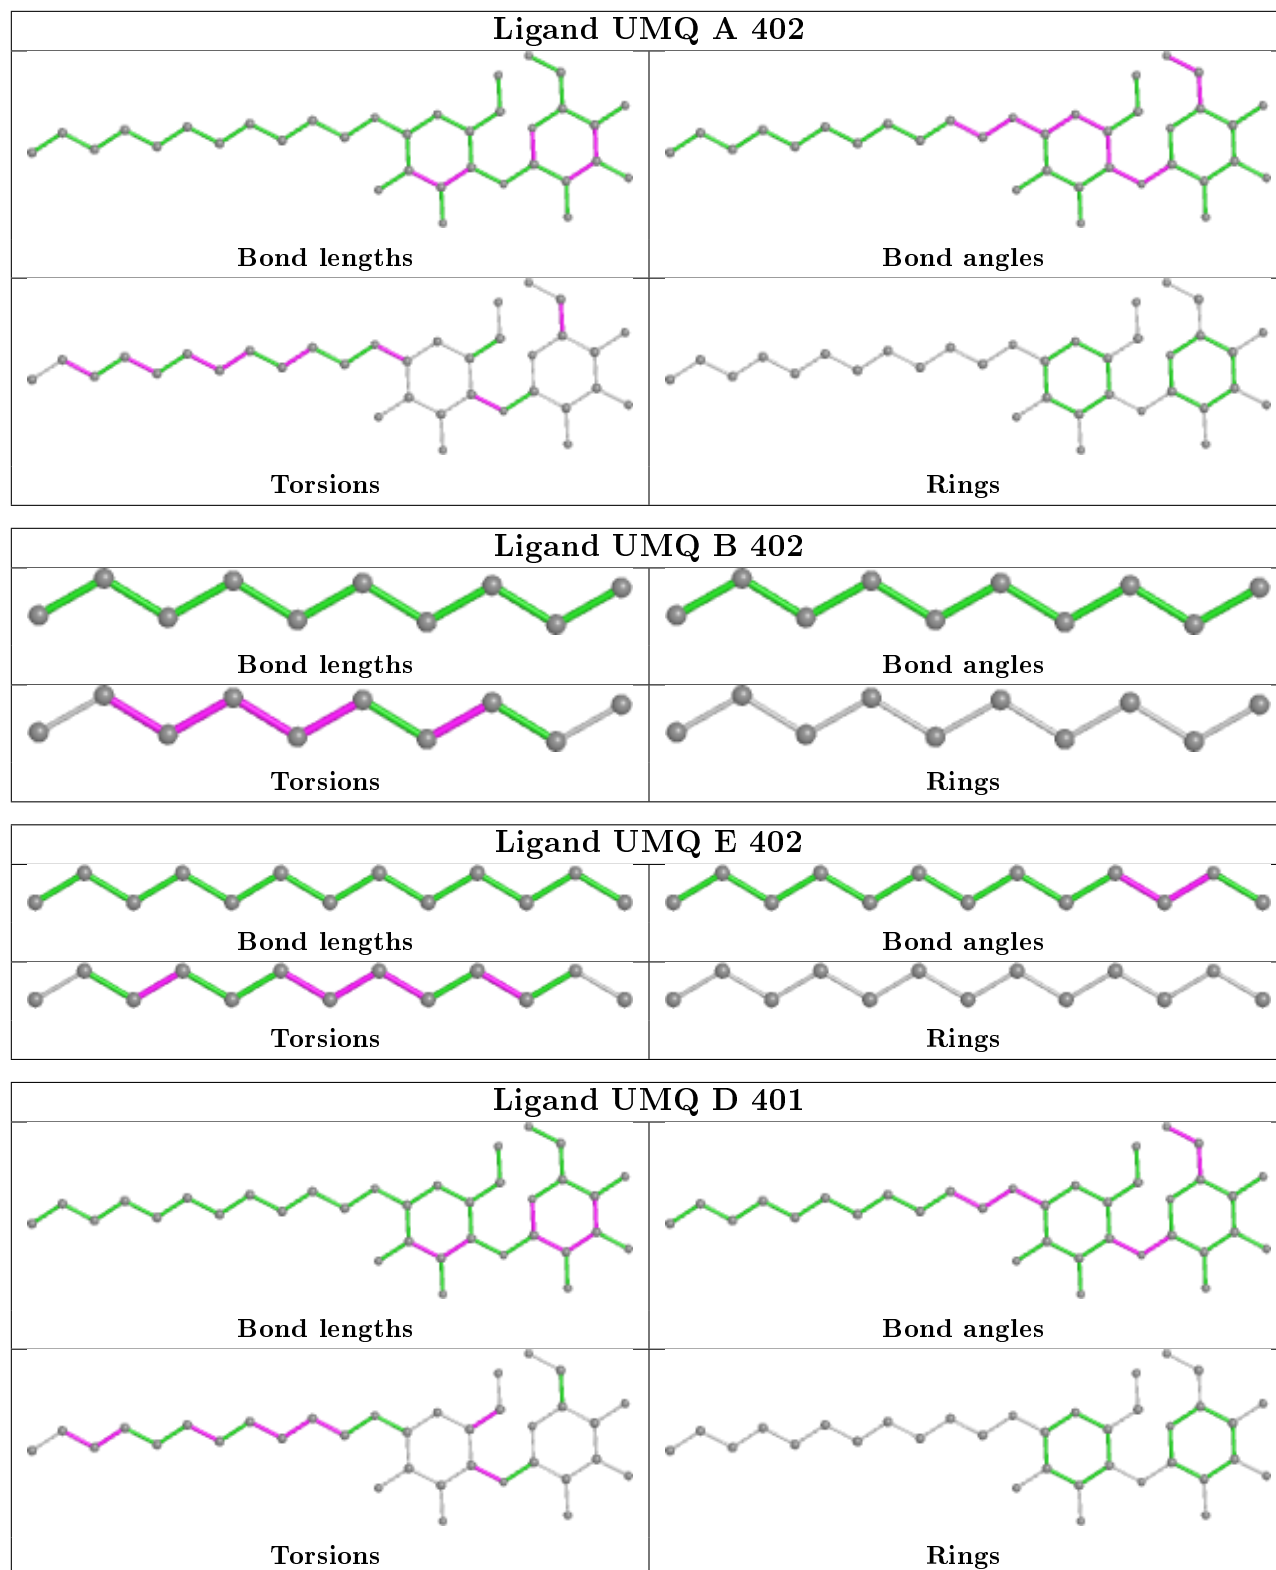 Ligand UMQ A 402
Bond lengths
Bond angles
Torsions
Rings
Ligand UMQ B 402
Bond lengths
Bond angles
Torsions
Rings
Ligand UMQ E 402
Bond lengths
Bond angles
Torsions
Rings
Ligand UMQ D 401
Bond lengths
Bond angles
Torsions
Rings